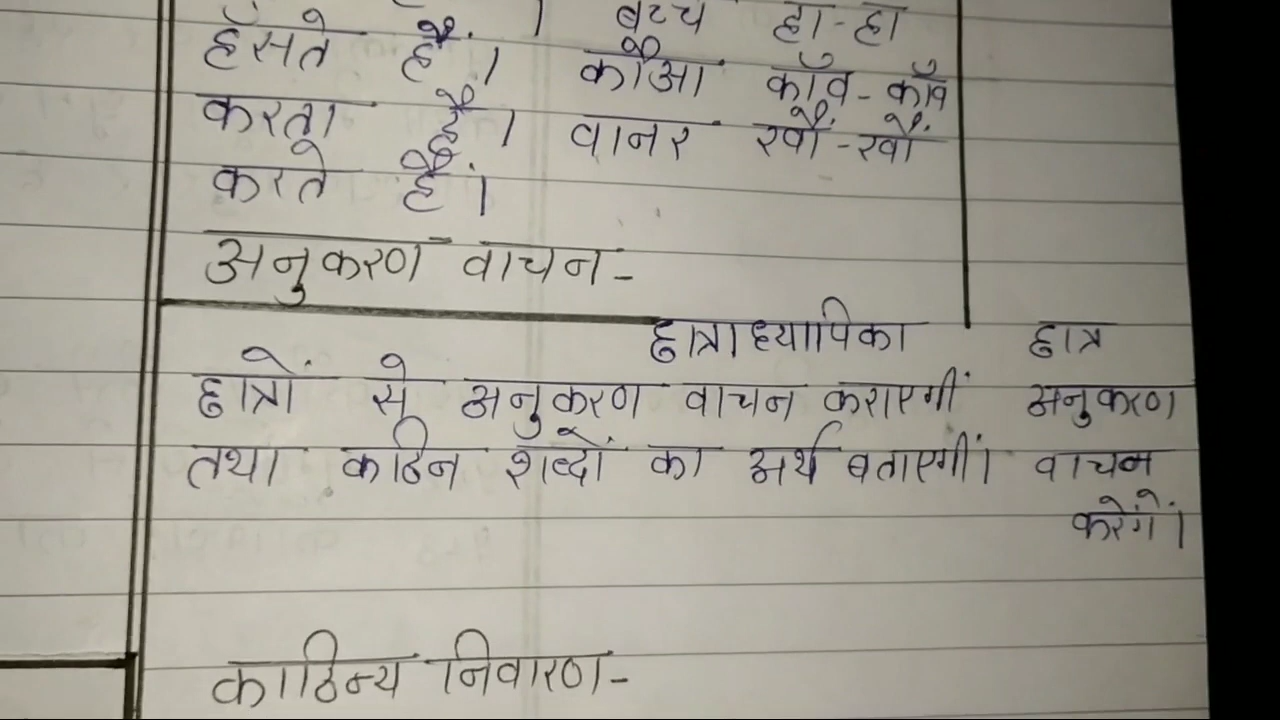 बच्चे हा-हा
हँसते हैं। कौआ काँव-काँव
करता है। वानर खौं-खौं
करते हैं।
अनुकरण वाचन-
छात्राध्यापिका छात्र
छात्रों से अनुकरण वाचन कराएगीं अनुकरण
तथा कठिन शब्दों का अर्थ बताएगीं। वाचन
करेंगें।
काठिन्य निवारण-